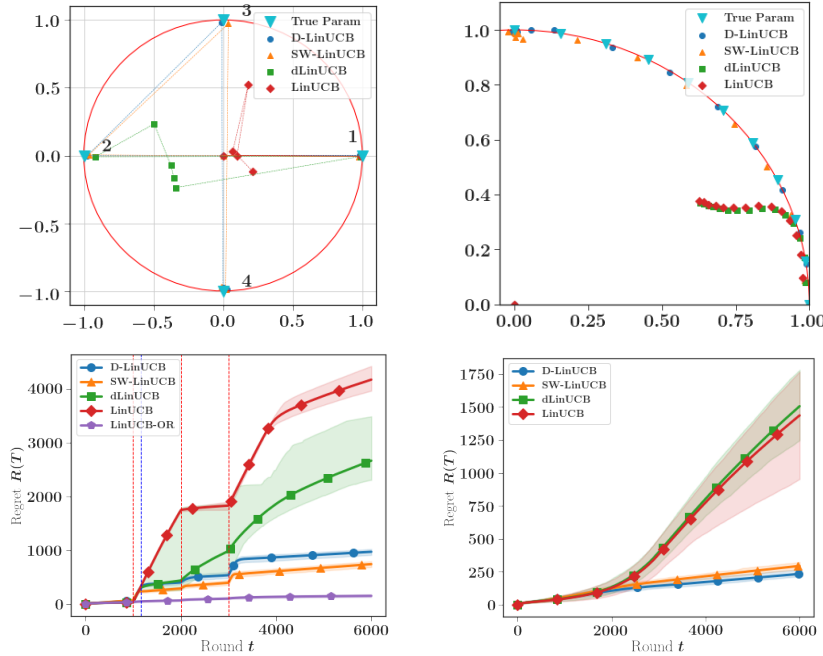 3
True Param
D-LinUCB
SW-LinUCB
dLinUCB
LinUCB
2
1
4
1.0
0.5
0.0
−0.5
−1.0
−1.0
−0.5
0.0
0.5
1.0
True Param
D-LinUCB
SW-LinUCB
dLinUCB
LinUCB
1.0
0.8
0.6
0.4
0.2
0.0
0.00
0.25
0.50
0.75
1.00
D-LinUCB
SW-LinUCB
dLinUCB
LinUCB
LinUCB-OR
Regret R(T)
4000
3000
2000
1000
0
0
2000
4000
6000
Round t
D-LinUCB
SW-LinUCB
dLinUCB
LinUCB
Regret R(T)
1750
1500
1250
1000
750
500
250
0
0
2000
4000
6000
Round t